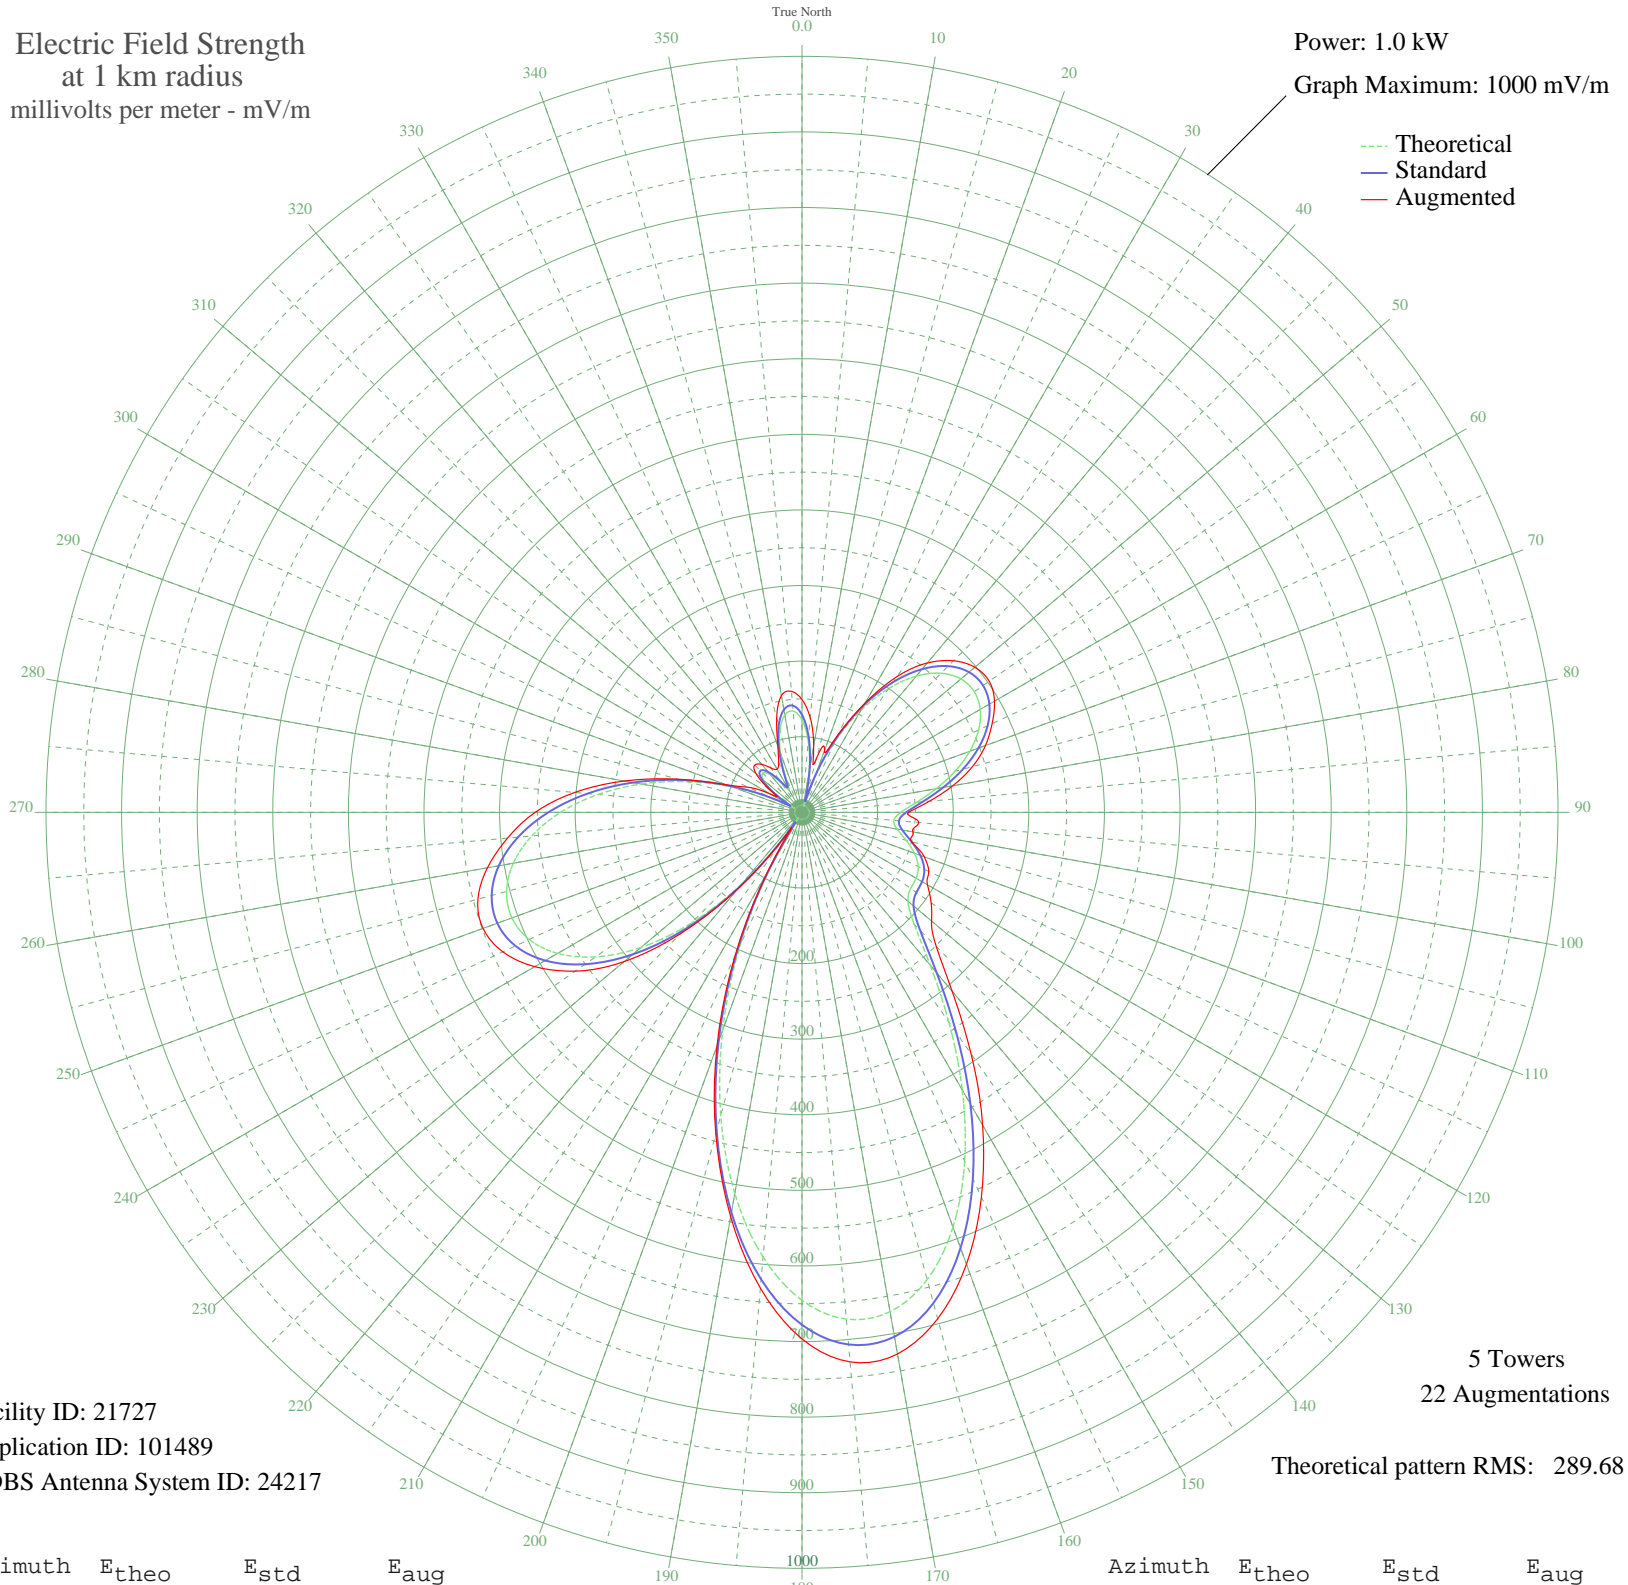 True North
0.0
Electric Field Strength
at 1 km radius
millivolts per meter - mV/m
Power: 1.0 kW
Graph Maximum: 1000 mV/m
Theoretical
Standard
Augmented
10
20
30
40
50
60
70
80
90
100
110
120
130
140
150
160
170
190
200
210
220
230
240
250
260
270
280
290
300
310
320
330
340
350
200
300
400
500
600
700
800
900
1000
5 Towers
22 Augmentations
Theoretical pattern RMS: 289.68
cility ID: 21727
plication ID: 101489
DBS Antenna System ID: 24217
imuth Etheo Estd Eaug
Azimuth Etheo Estd Eaug